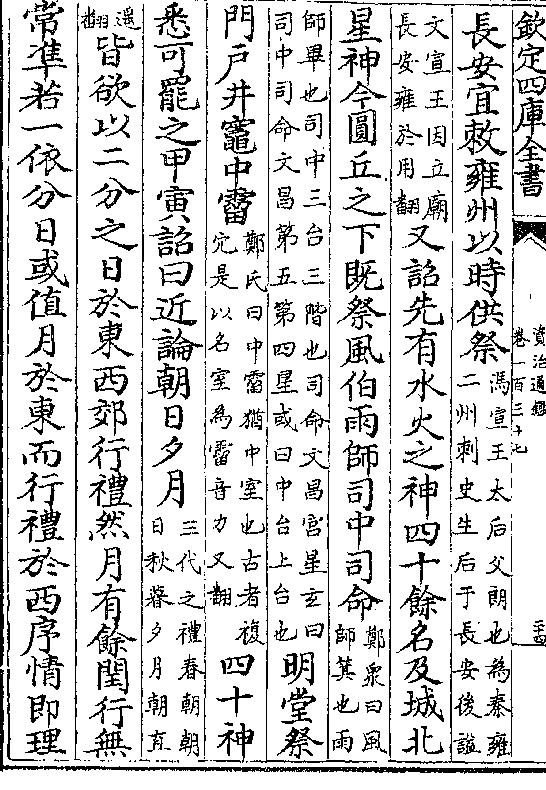 欽定四庫全書
資治通鑑
卷一百三十七
二十四
長安宜敕雍州以時供祭馮宣王太后父朗也為秦雍二州刺史生后于長安後諡
文宣王因立廟長安雍於用翻又詔先有水火之神四十餘名及城北
星神今圓丘之下既祭風伯雨師司中司命鄭衆曰風師箕也雨
師畢也司中三台三階也司命文昌宮星玄曰司中司命文昌第五第四星或曰中台上台也明堂祭
門戶井竈中霤鄭氏曰中霤猶中室也古者複穴是以名室為霤音力又翻四十神
悉可罷之甲寅詔曰近論朝日夕月三代之禮春朝朝日秋暮夕月朝直
遥翻皆欲以二分之日於東西郊行禮然月有餘閏行無
常準若一依分日或值月於東而行禮於西序情即理